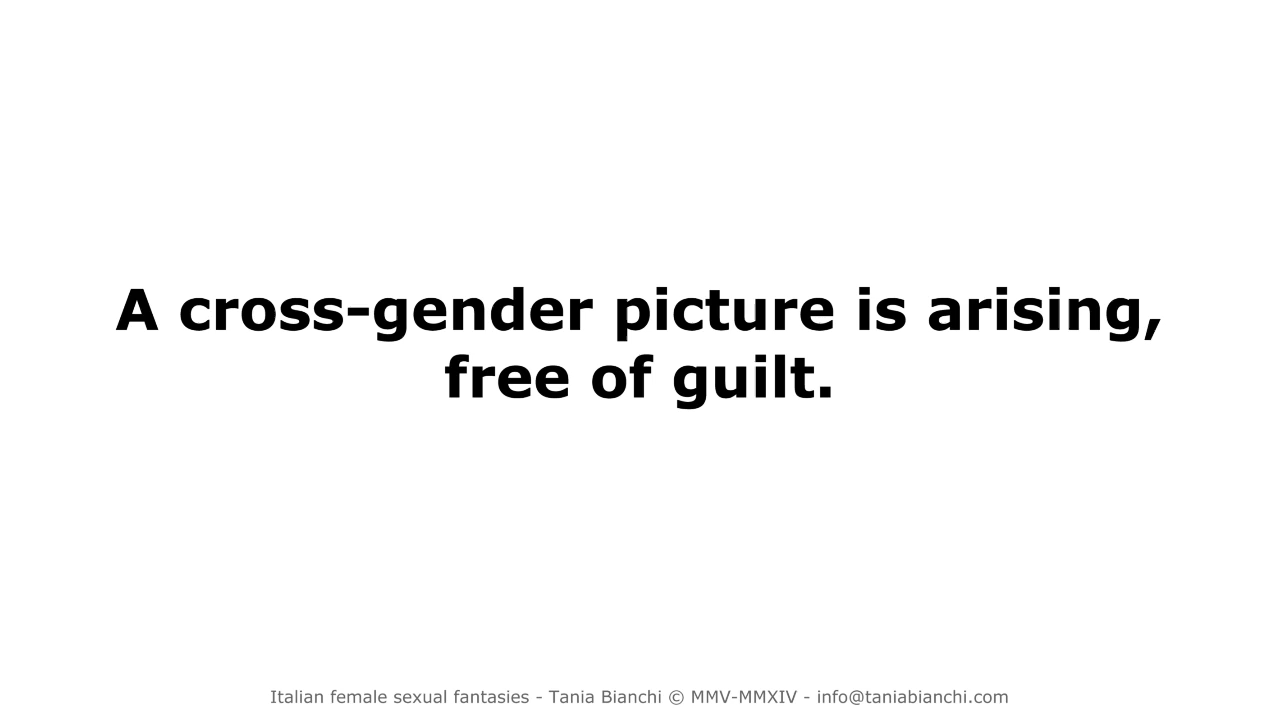 A cross-gender picture is arising,
free of guilt.
Italian female sexual fantasies - Tania Bianchi © MMV-MMXIV - info@taniabianchi.com